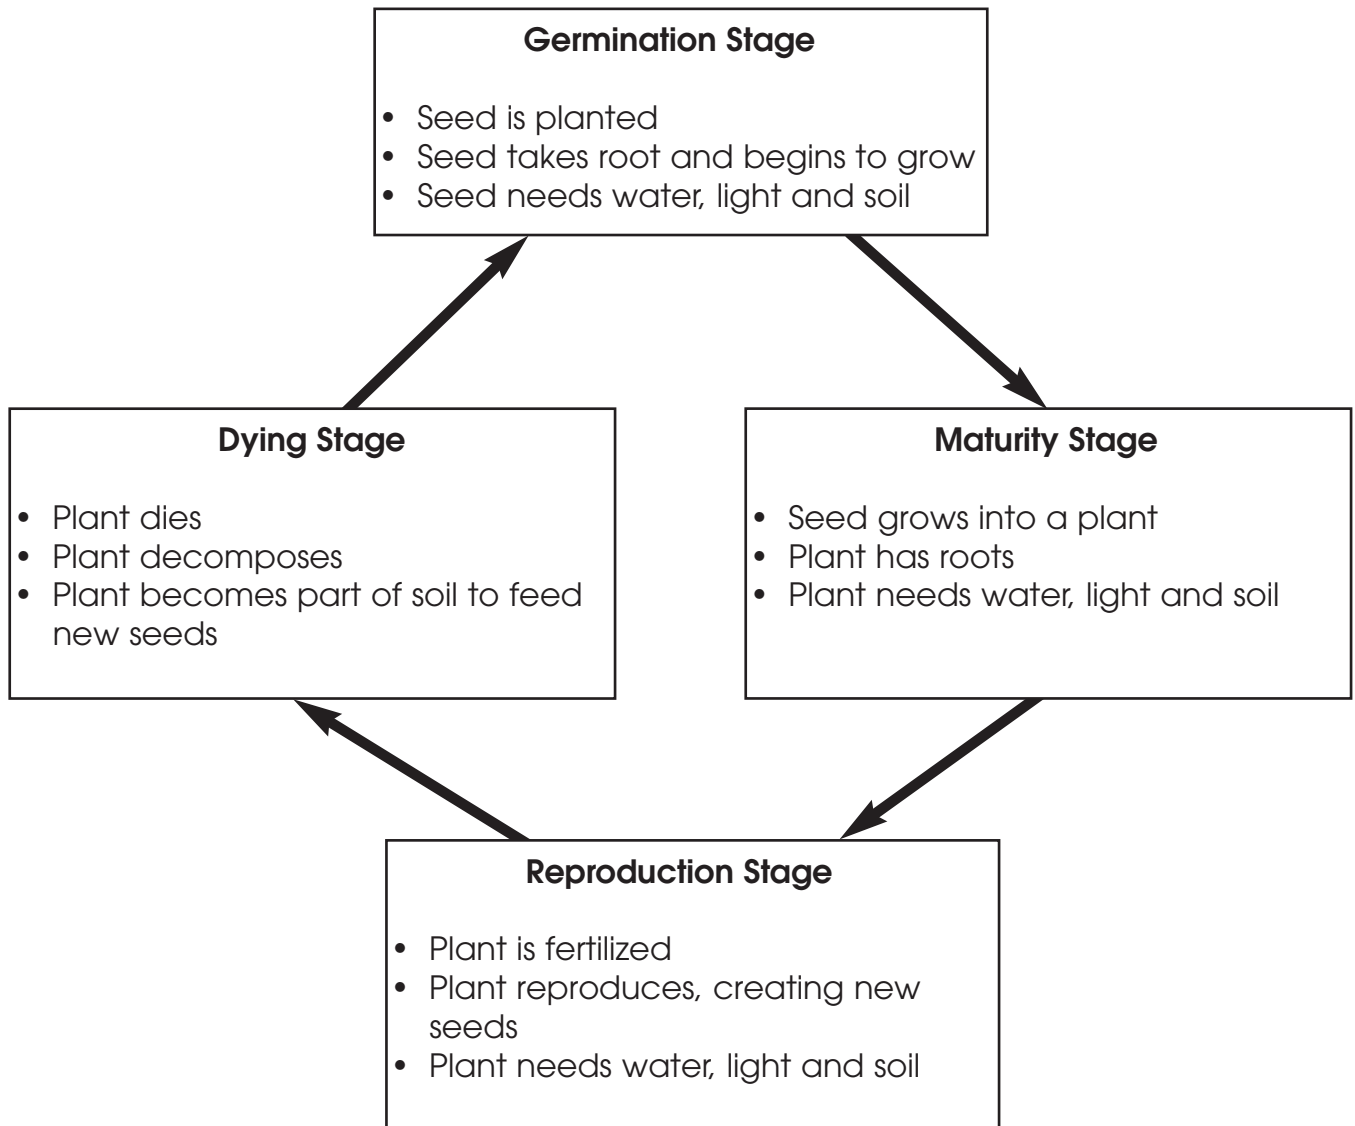 Germination Stage
• Seed is planted
• Seed takes root and begins to grow
• Seed needs water, light and soil
Dying Stage
• Plant dies
• Plant decomposes
• Plant becomes part of soil to feed
new seeds
Maturity Stage
• Seed grows into a plant
• Plant has roots
• Plant needs water, light and soil
Reproduction Stage
• Plant is fertilized
• Plant reproduces, creating new
seeds
• Plant needs water, light and soil